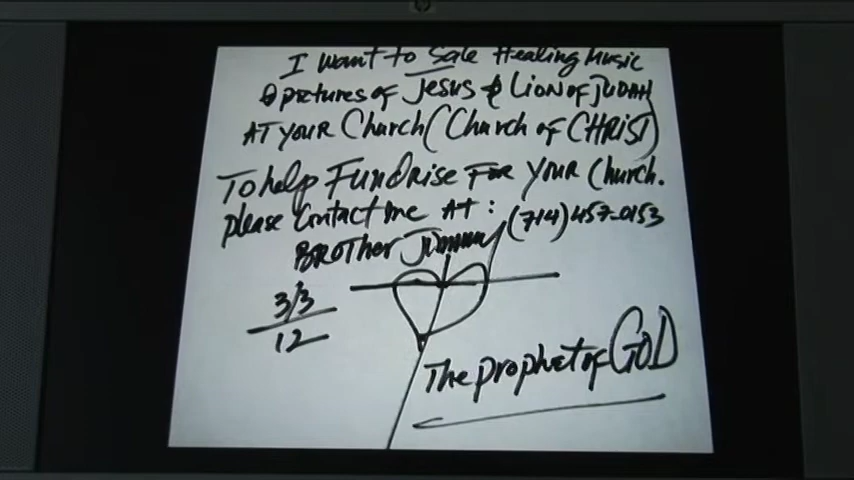 I want to Sale Healing Music
& pictures of Jesus & Lion of JUDAH
AT YOUR Church (Church of CHRIST)
To help Fundrise For YOUR Church.
please Contact me AT : (714) 457-0153
BROTHER Jimmy
3/3
12
The prophet of GOD